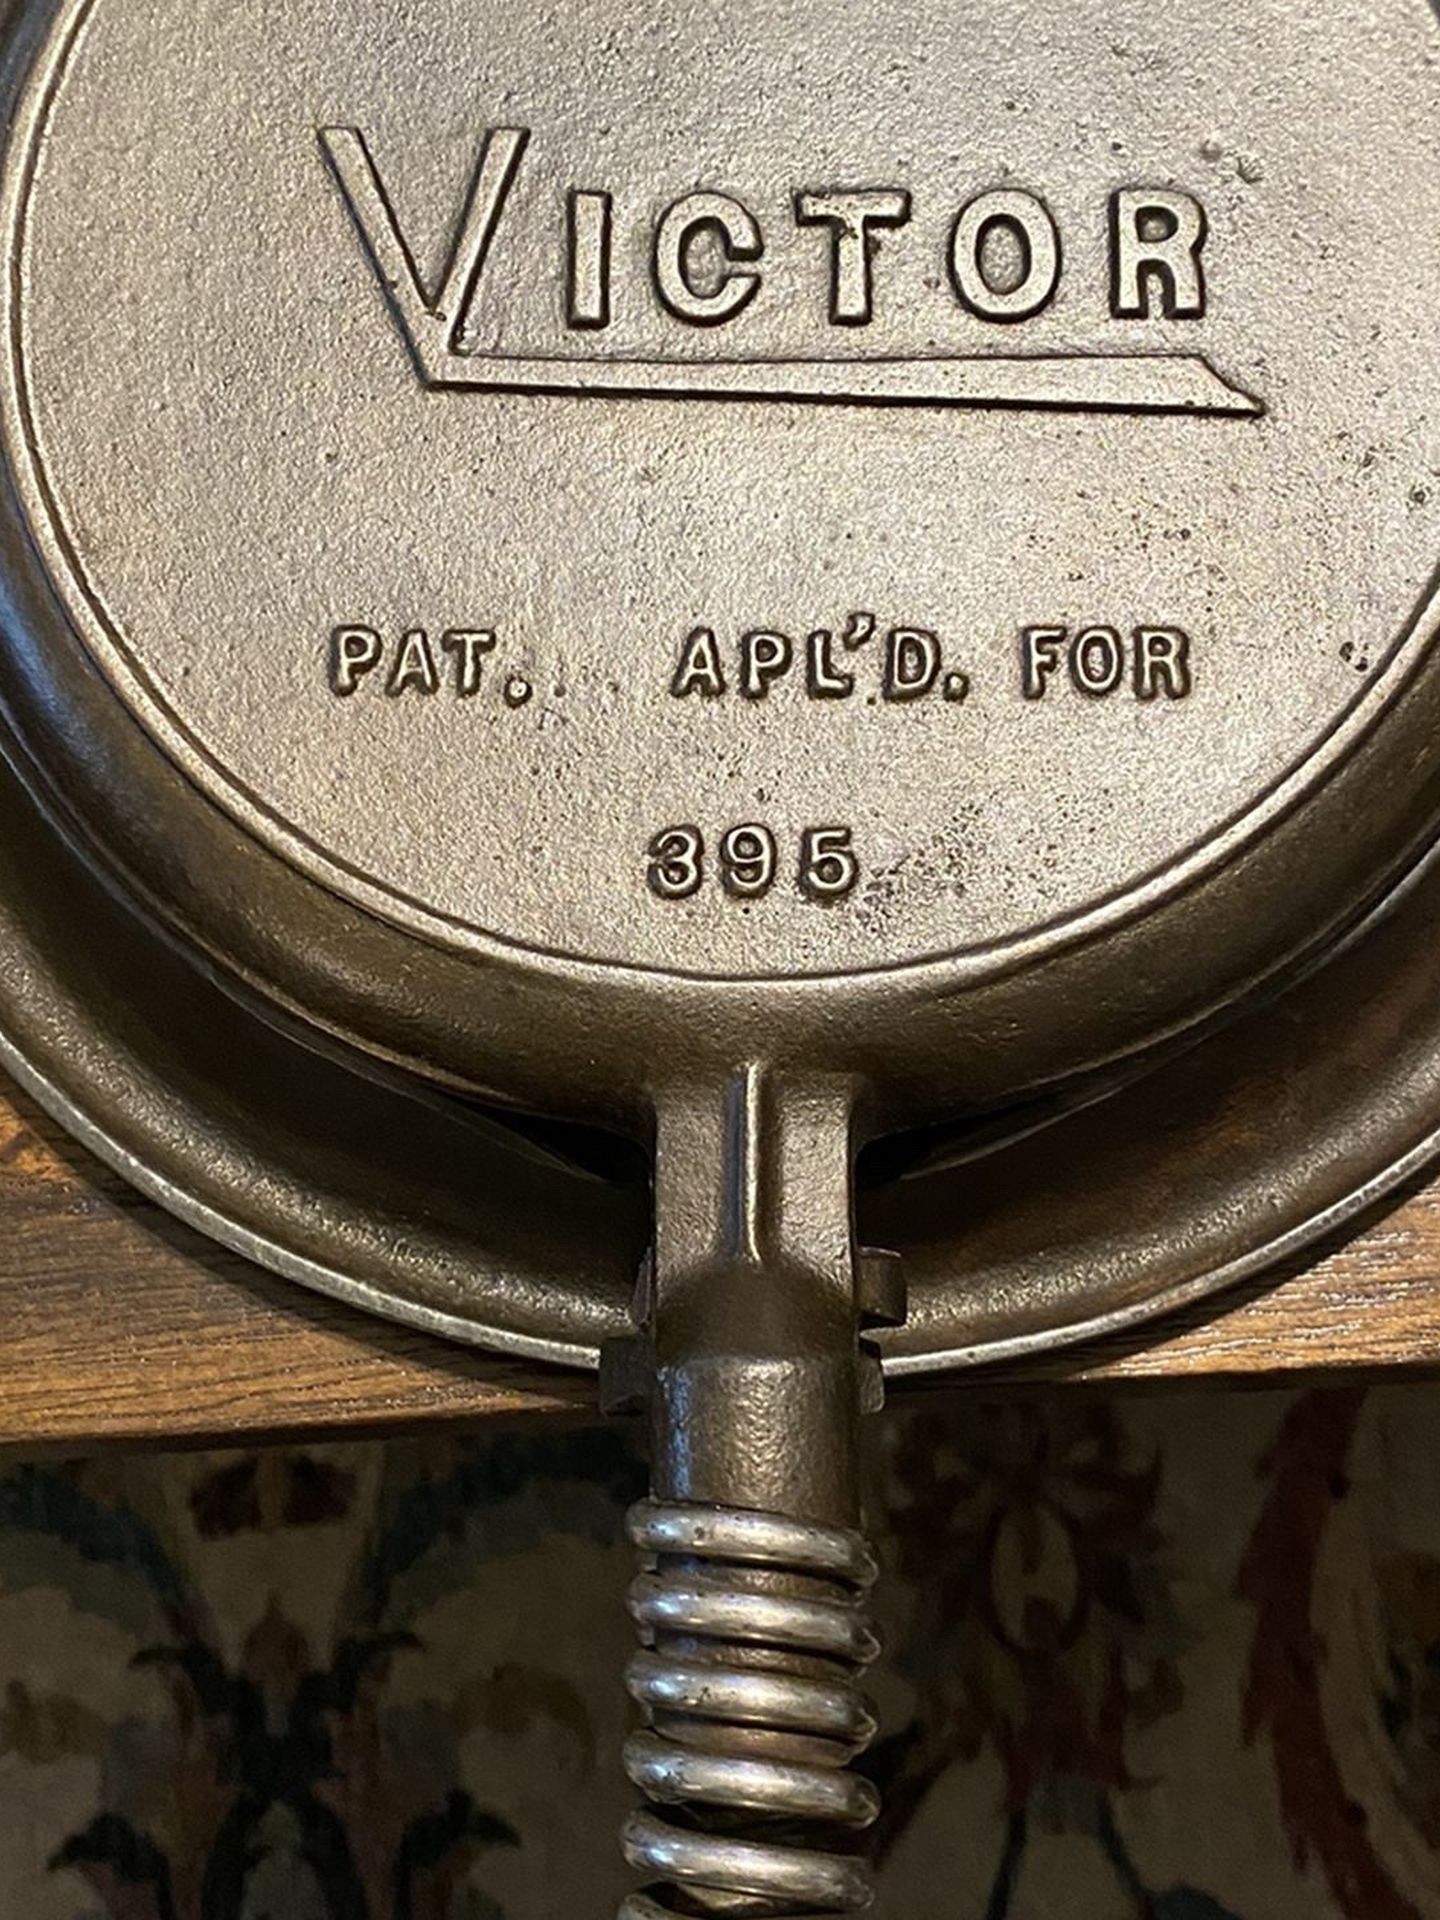 VICTOR
PAT. APL'D. FOR
395